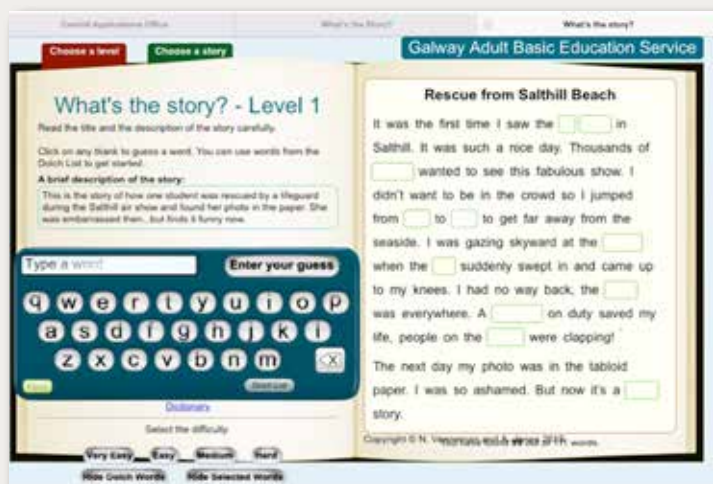 Central Applications Office What's the Story? What's the story?
Choose a level Choose a story Galway Adult Basic Education Service
What's the story? - Level 1
Read the title and the description of the story carefully.
Click on any blank to guess a word. You can use words from the
Dolch List to get started.
A brief description of the story:
This is the story of how one student was rescued by a lifeguard
during the Salthill air show and found her photo in the paper. She
was embarrassed then, but finds it funny now.
Type a word Enter your guess
q w e r t y u i o p
a s d f g h j k l
z x c v b n m X
Dolch List
Dictionary
Select the difficulty
Very Easy Easy Medium Hard
Hide Dolch Words Hide Selected Words
Rescue from Salthill Beach
It was the first time I saw the in
Salthill. It was such a nice day. Thousands of
wanted to see this fabulous show. I
didn't want to be in the crowd so I jumped
from to to get far away from the
seaside. I was gazing skyward at the
when the suddenly swept in and came up
to my knees. I had no way back, the
was everywhere. A on duty saved my
life, people on the were clapping!
The next day my photo was in the tabloid
paper. I was so ashamed. But now it's a
story.
Copyright © N. words